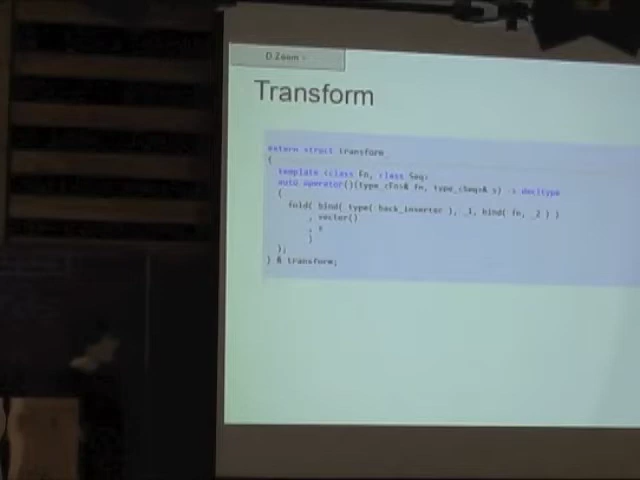 D Zoom
Transform
extern struct transform_
{
template <class Fn, class Seq>
auto operator()(type_<Fn>& fn, type_<Seq>& s) -> decltype
(
fold( bind( type( back_inserter ), _1, bind( fn, _2 ) )
, vector()
, s
)
);
} & transform;